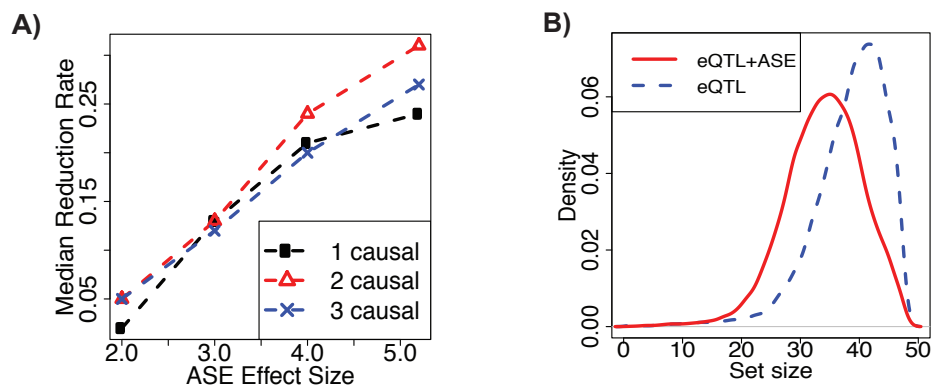 A)
Median Reduction Rate
0.05 0.15 0.25
1 causal
2 causal
3 causal
2.0 3.0 4.0 5.0
ASE Effect Size
B)
eQTL+ASE
eQTL
Density
0.00 0.02 0.04 0.06
0 10 20 30 40 50
Set size